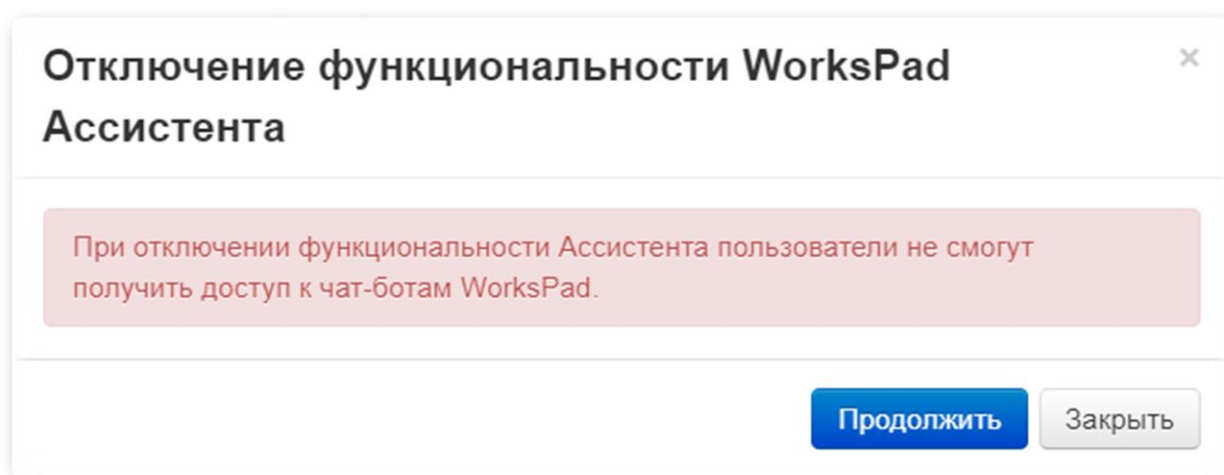 Отключение функциональности WorksPad
Ассистента
×
При отключении функциональности Ассистента пользователи не смогут
получить доступ к чат-ботам WorksPad.
Продолжить Закрыть